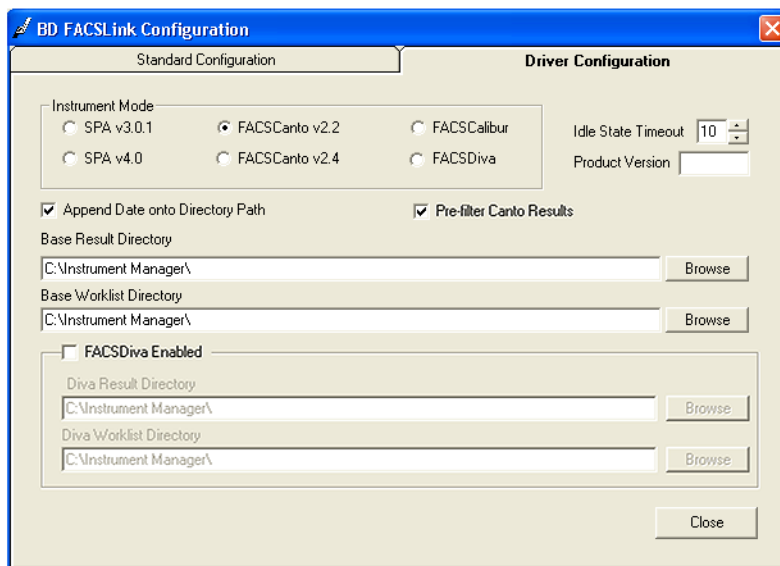 BD FACSLink Configuration
Standard Configuration
Driver Configuration
Instrument Mode
SPA v3.0.1
FACSCanto v2.2
FACSCalibur
Idle State Timeout 10
SPA v4.0
FACSCanto v2.4
FACSDiva
Product Version
Append Date onto Directory Path
Pre-filter Canto Results
Base Result Directory
C:\Instrument Manager\
Browse
Base Worklist Directory
C:\Instrument Manager\
Browse
FACSDiva Enabled
Diva Result Directory
C:\Instrument Manager\
Browse
Diva Worklist Directory
C:\Instrument Manager\
Browse
Close